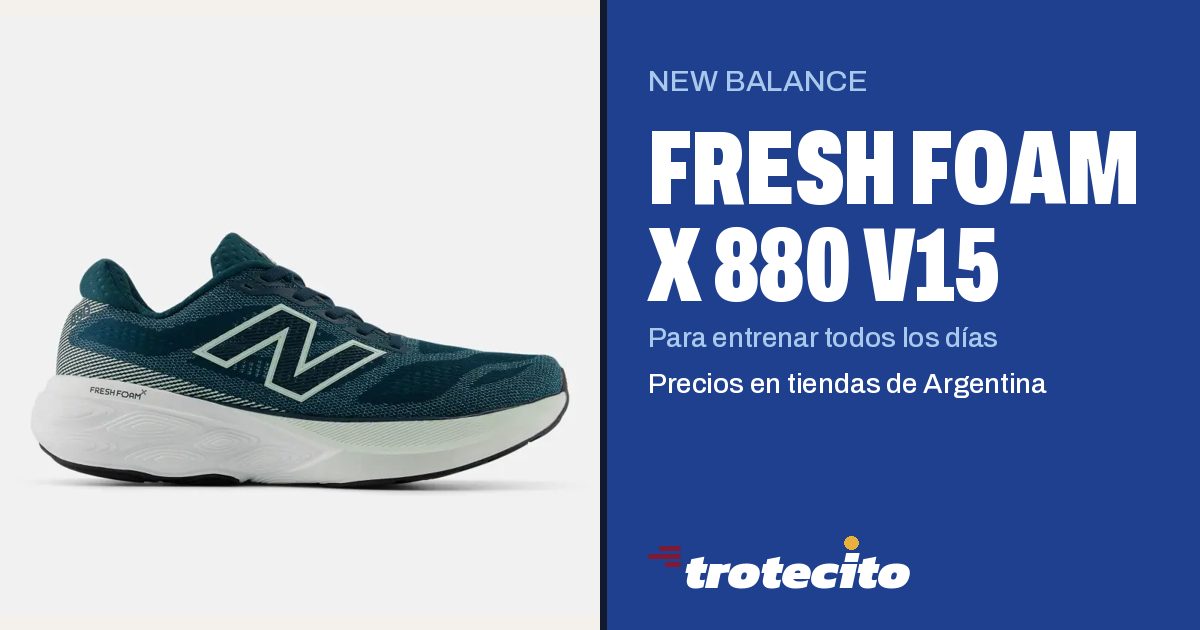 FRESH FOAM X
NEW BALANCE
FRESH FOAM
X 880 V15
Para entrenar todos los días
Precios en tiendas de Argentina
trotecito